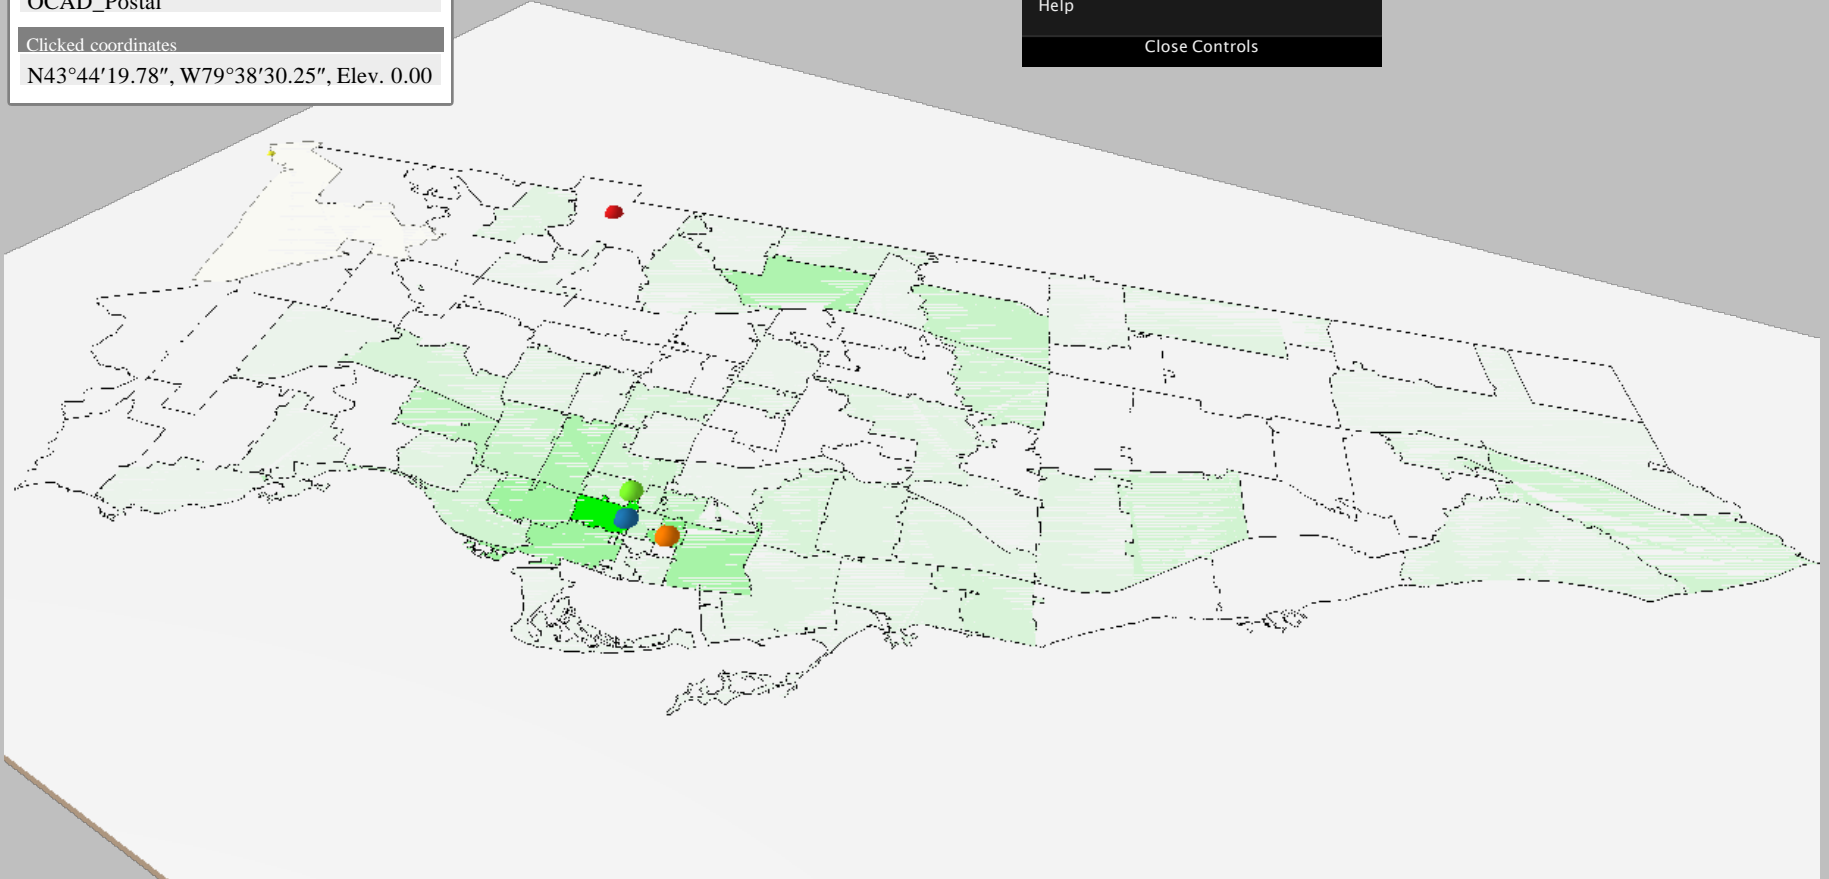 OCAD_Postal
Clicked coordinates
N43°44′19.78″, W79°38′30.25″, Elev. 0.00
Help
Close Controls